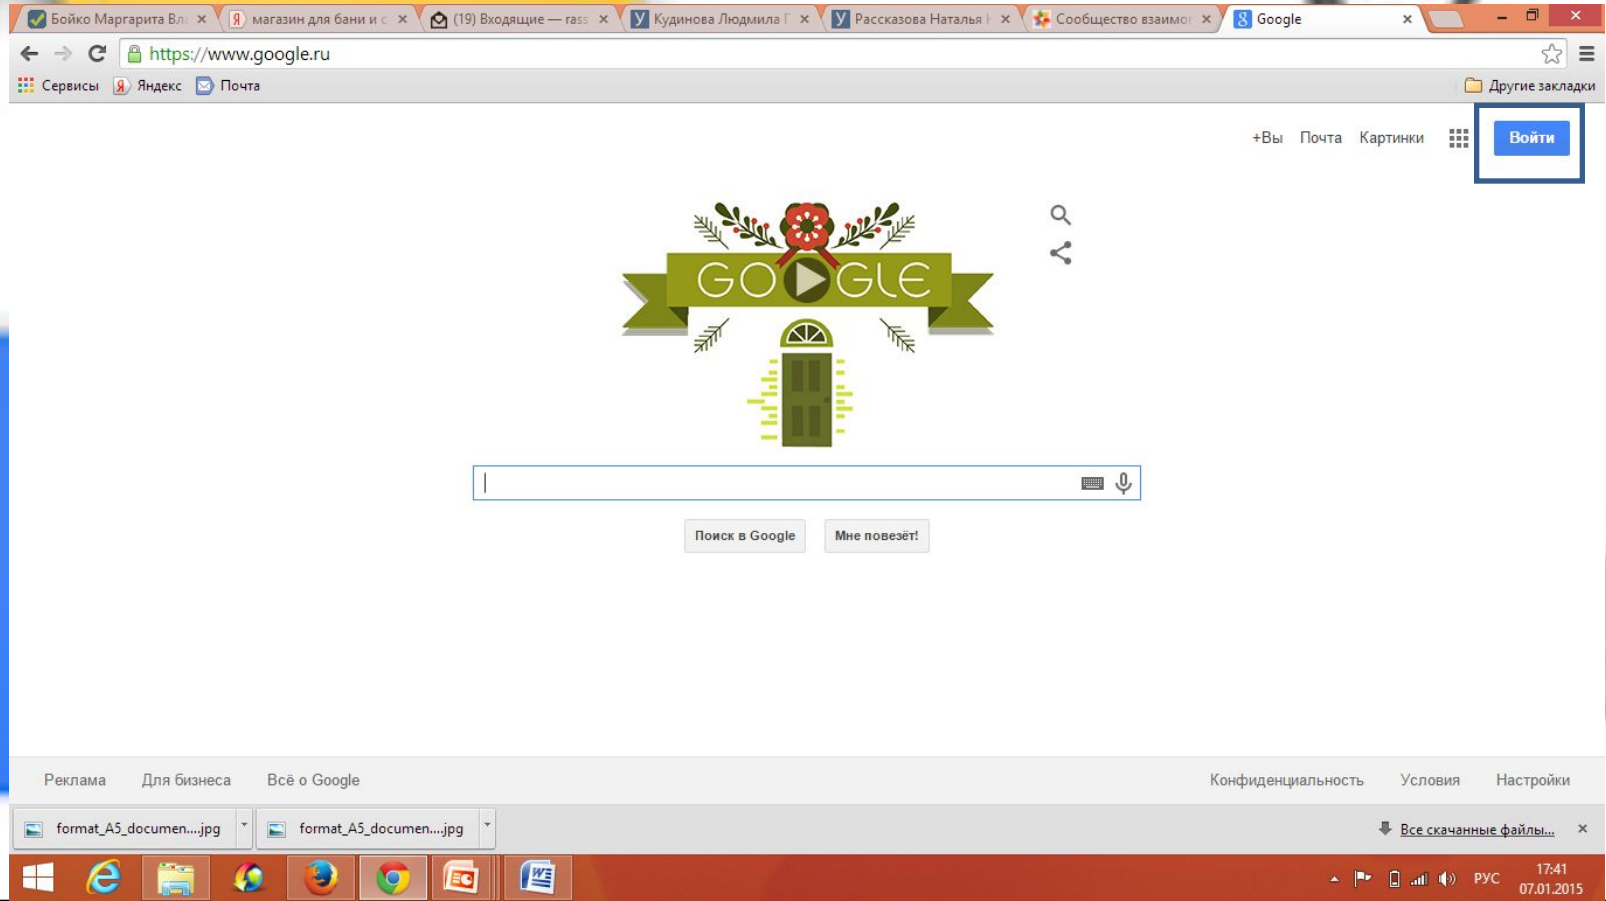 Бойко Маргарита Вл
магазин для бани и с
(19) Входящие — rass
Кудинова Людмила Г
Рассказова Наталья
Сообщество взаимог
Google
https://www.google.ru
Сервисы Яндекс Почта Другие закладки
+Вы Почта Картинки Войти
GOOGLE
Поиск в Google Мне повезёт!
Реклама Для бизнеса Всё о Google Конфиденциальность Условия Настройки
format_A5_documen....jpg format_A5_documen....jpg Все скачанные файлы...
РУС 17:41
07.01.2015